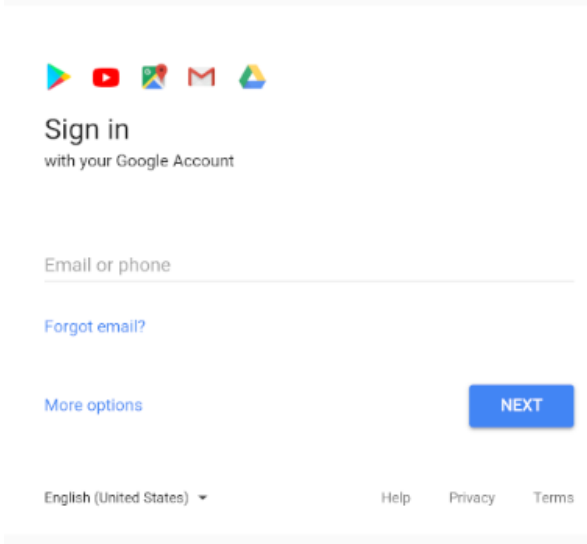 Sign in
with your Google Account
Email or phone
Forgot email?
More options NEXT
English (United States) Help Privacy Terms